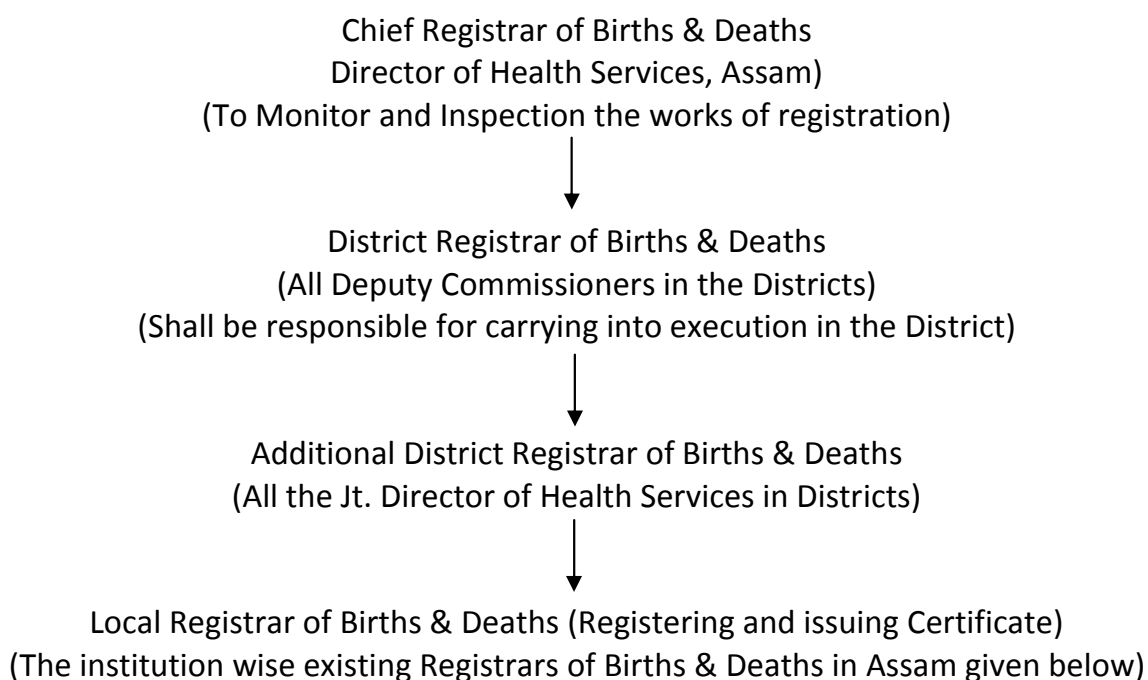 Chief Registrar of Births & Deaths
Director of Health Services, Assam)
(To Monitor and Inspection the works of registration)
District Registrar of Births & Deaths
(All Deputy Commissioners in the Districts)
(Shall be responsible for carrying into execution in the District)
Additional District Registrar of Births & Deaths
(All the Jt. Director of Health Services in Districts)
Local Registrar of Births & Deaths (Registering and issuing Certificate)
(The institution wise existing Registrars of Births & Deaths in Assam given below)